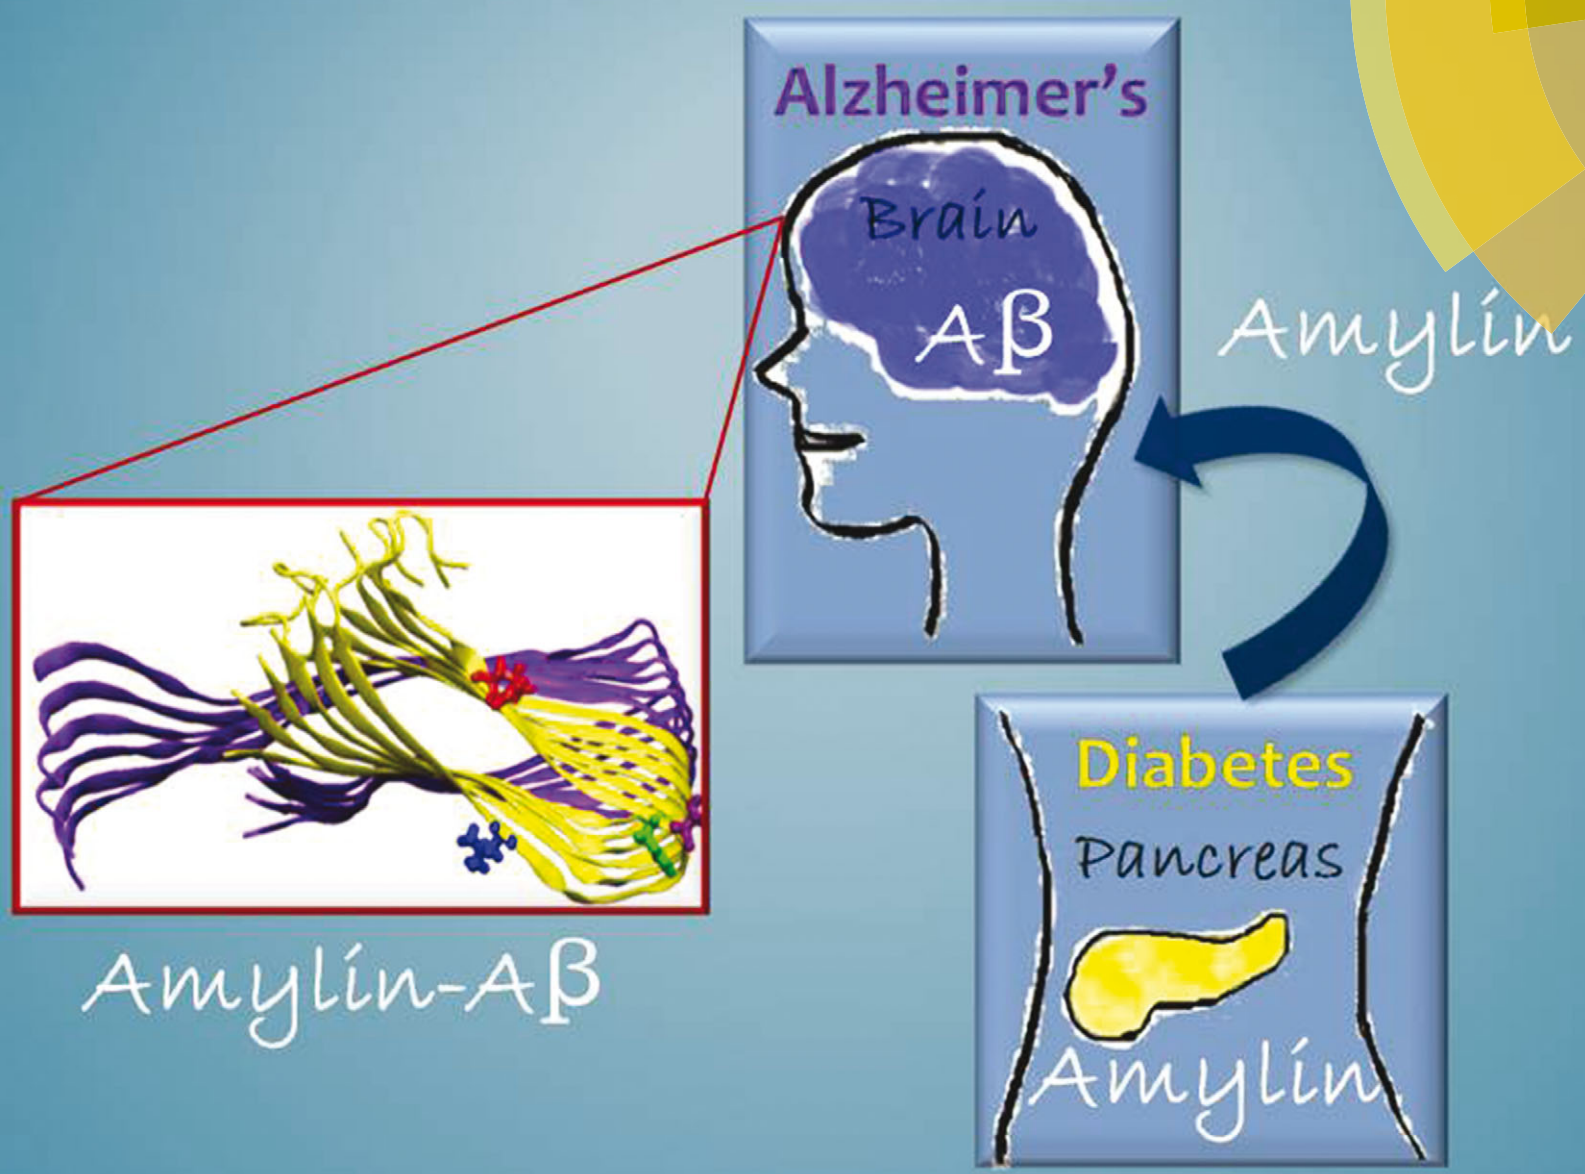 Alzheimer's
Brain
Aβ
Amylin
Amylin-Aβ
Diabetes
Pancreas
Amylin